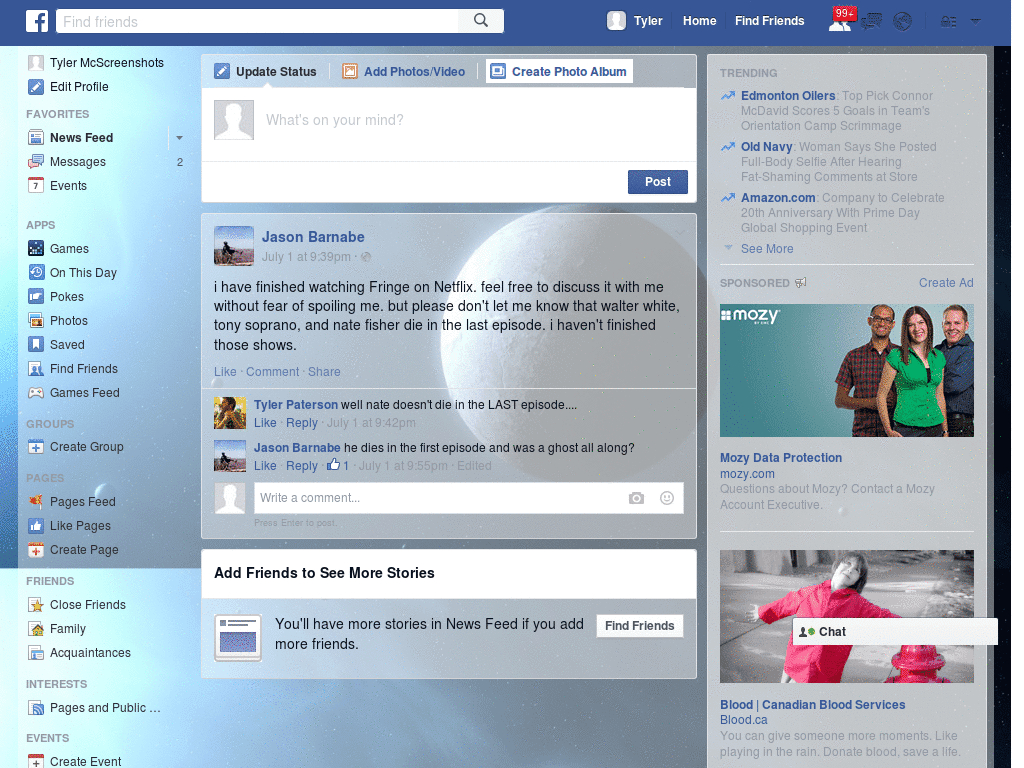 Find friends
Tyler
Home
Find Friends
99+
Tyler McScreenshots
Edit Profile
FAVORITES
News Feed
Messages 2
Events
APPS
Games
On This Day
Pokes
Photos
Saved
Find Friends
Games Feed
GROUPS
Create Group
PAGES
Pages Feed
Like Pages
Create Page
FRIENDS
Close Friends
Family
Acquaintances
INTERESTS
Pages and Public ...
EVENTS
Create Event
Update Status
Add Photos/Video
Create Photo Album
What's on your mind?
Post
Jason Barnabe
July 1 at 9:39pm ·
i have finished watching Fringe on Netflix. feel free to discuss it with me
without fear of spoiling me. but please don't let me know that walter white,
tony soprano, and nate fisher die in the last episode. i haven't finished
those shows.
Like · Comment · Share
Tyler Paterson well nate doesn't die in the LAST episode....
Like · Reply · July 1 at 9:42pm
Jason Barnabe he dies in the first episode and was a ghost all along?
Like · Reply · 1 · July 1 at 9:55pm · Edited
Write a comment...
Press Enter to post.
Add Friends to See More Stories
You'll have more stories in News Feed if you add
more friends.
Find Friends
TRENDING
Edmonton Oilers: Top Pick Connor
McDavid Scores 5 Goals in Team's
Orientation Camp Scrimmage
Old Navy: Woman Says She Posted
Full-Body Selfie After Hearing
Fat-Shaming Comments at Store
Amazon.com: Company to Celebrate
20th Anniversary With Prime Day
Global Shopping Event
See More
SPONSORED
Create Ad
mozy
BY EMC
Mozy Data Protection
mozy.com
Questions about Mozy? Contact a Mozy
Account Executive.
Chat
Blood | Canadian Blood Services
Blood.ca
You can give someone more moments. Like
playing in the rain. Donate blood, save a life.